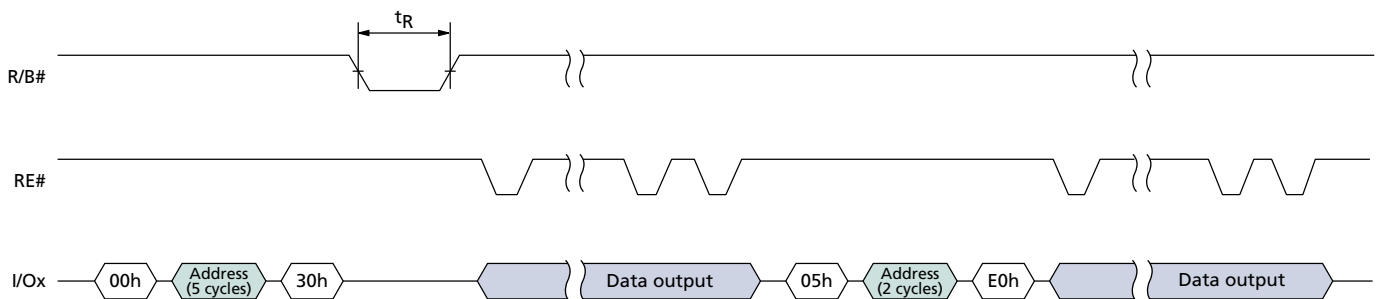 tR
R/B#
RE#
I/Ox
00h
Address
(5 cycles)
30h
Data output
05h
Address
(2 cycles)
E0h
Data output